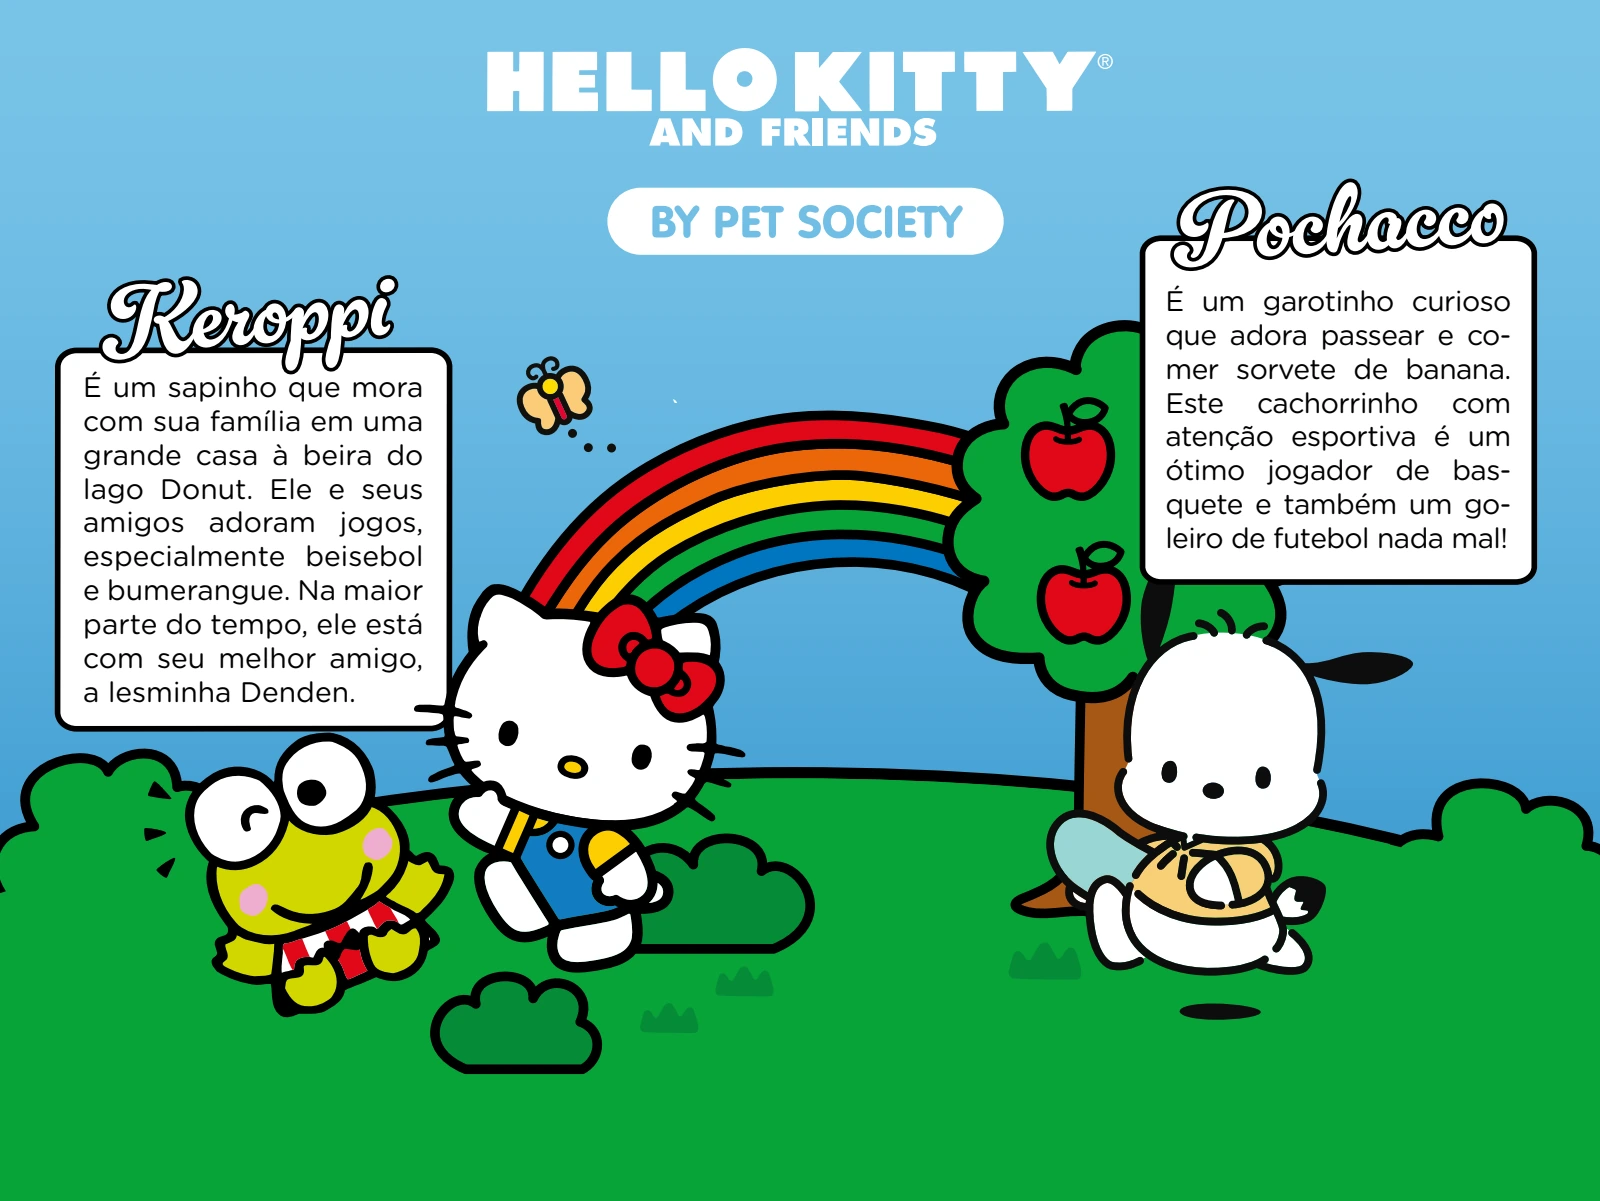 HELLO KITTY®
AND FRIENDS
BY PET SOCIETY
Keroppi
É um sapinho que mora
com sua família em uma
grande casa à beira do
lago Donut. Ele e seus
amigos adoram jogos,
especialmente beisebol
e bumerangue. Na maior
parte do tempo, ele está
com seu melhor amigo,
a lesminha Denden.
Pochacco
É um garotinho curioso
que adora passear e co-
mer sorvete de banana.
Este cachorrinho com
atenção esportiva é um
ótimo jogador de bas-
quete e também um go-
leiro de futebol nada mal!